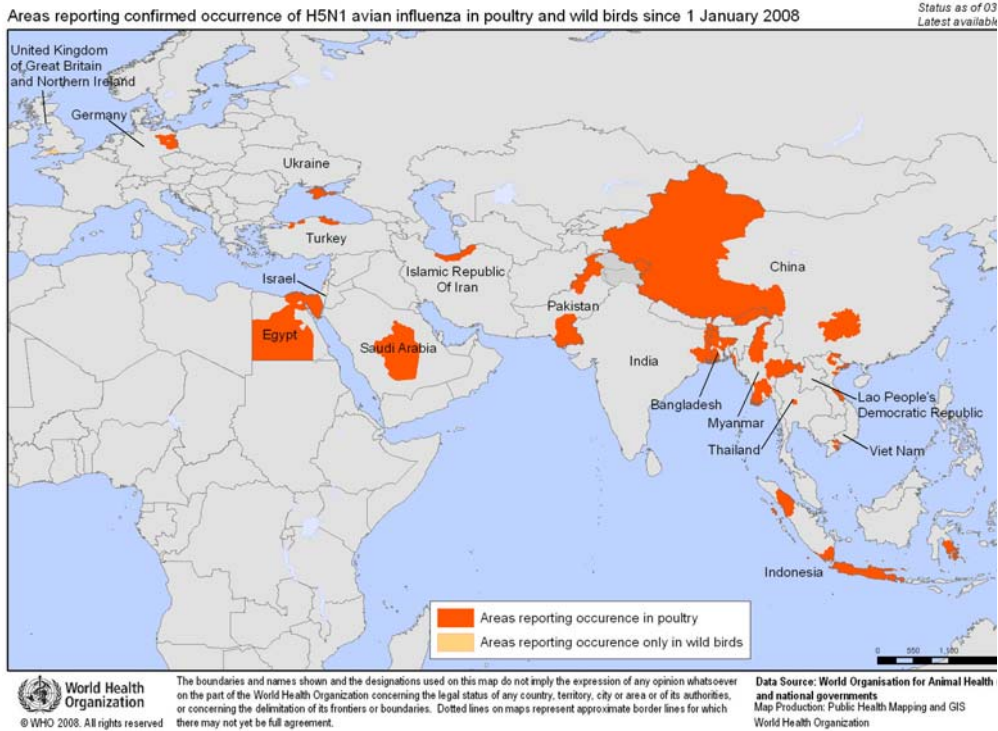 Areas reporting confirmed occurrence of H5N1 avian influenza in poultry and wild birds since 1 January 2008
Status as of 03
Latest available
United Kingdom
of Great Britain
and Northern Ireland
Germany
Ukraine
Turkey
Israel
Islamic Republic
Of Iran
China
Pakistan
Egypt
Saudi Arabia
India
Bangladesh
Lao People's
Democratic Republic
Myanmar
Thailand
Viet Nam
Indonesia
Areas reporting occurence in poultry
Areas reporting occurence only in wild birds
0 550 1,100
World Health
Organization
© WHO 2008. All rights reserved
The boundaries and names shown and the designations used on this map do not imply the expression of any opinion whatsoever
on the part of the World Health Organization concerning the legal status of any country, territory, city or area or of its authorities,
or concerning the delimitation of its frontiers or boundaries. Dotted lines on maps represent approximate border lines for which
there may not yet be full agreement.
Data Source: World Organisation for Animal Health
and national governments
Map Production: Public Health Mapping and GIS
World Health Organization